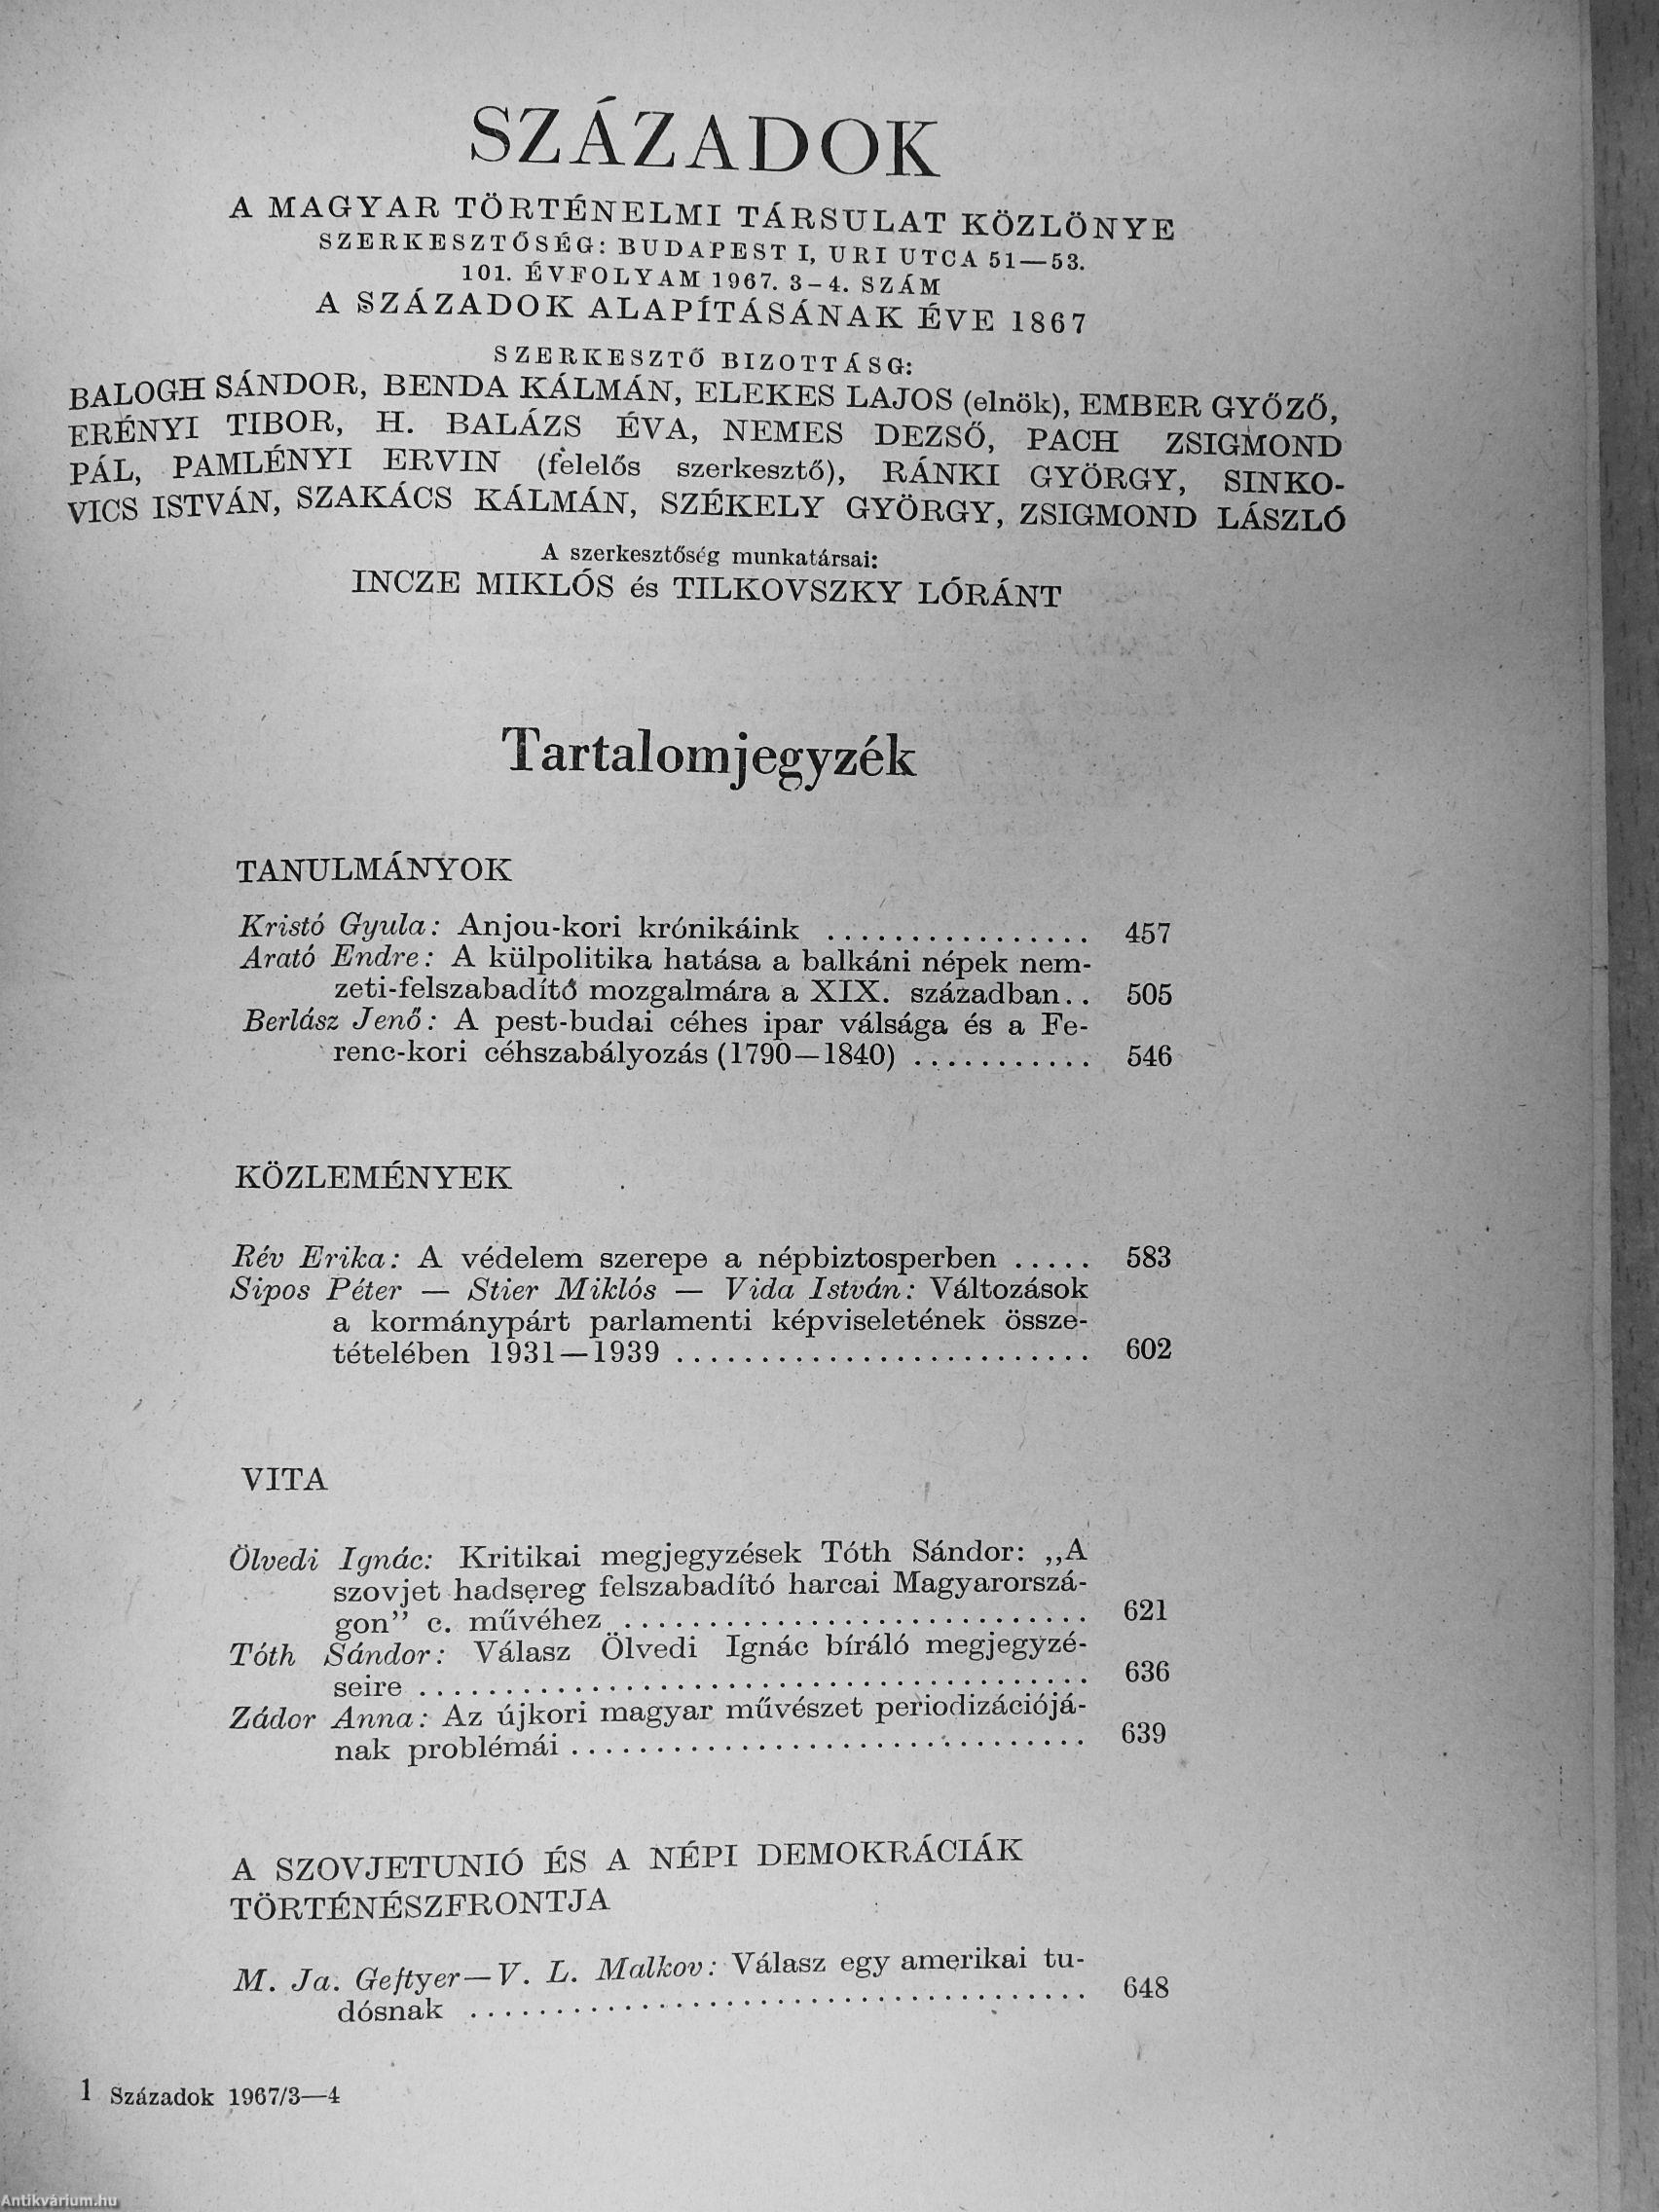 SZÁZADOK
A MAGYAR TÖRTÉNELMI TÁRSULAT KÖZLÖNYE
SZERKESZTŐSÉG: BUDAPEST I, URI UTCA 51—53.
101. ÉVFOLYAM 1967. 3–4. SZÁM
A SZÁZADOK ALAPÍTÁSÁNAK ÉVE 1867
SZERKESZTŐ BIZOTTÁSG:
BALOGH SÁNDOR, BENDA KÁLMÁN, ELEKES LAJOS (elnök), EMBER GYŐZŐ,
ERÉNYI TIBOR, H. BALÁZS ÉVA, NEMES DEZSŐ, PACH ZSIGMOND
PÁL, PAMLÉNYI ERVIN (felelős szerkesztő), RÁNKI GYÖRGY, SINKO-
VICS ISTVÁN, SZAKÁCS KÁLMÁN, SZÉKELY GYÖRGY, ZSIGMOND LÁSZLÓ
A szerkesztőség munkatársai:
INCZE MIKLÓS és TILKOVSZKY LÓRÁNT
Tartalomjegyzék
TANULMÁNYOK
Kristó Gyula: Anjou-kori krónikáink ................ 457
Arató Endre: A külpolitika hatása a balkáni népek nem-
zeti-felszabadító mozgalmára a XIX. században.. 505
Berlász Jenő: A pest-budai céhes ipar válsága és a Fe-
renc-kori céhszabályozás (1790—1840) ........... 546
KÖZLEMÉNYEK
Rév Erika: A védelem szerepe a népbiztosperben ..... 583
Sipos Péter — Stier Miklós — Vida István: Változások
a kormánypárt parlamenti képviseletének össze-
tételében 1931—1939 ......................... 602
VITA
Ölvedi Ignác: Kritikai megjegyzések Tóth Sándor: ,,A
szovjet hadsereg felszabadító harcai Magyarorszá-
gon” c. művéhez ............................ 621
Tóth Sándor: Válasz Ölvedi Ignác bíráló megjegyzé-
seire ........................................ 636
Zádor Anna: Az újkori magyar művészet periodizációjá-
nak problémái ............................... 639
A SZOVJETUNIÓ ÉS A NÉPI DEMOKRÁCIÁK
TÖRTÉNÉSZFRONTJA
M. Ja. Geftyer—V. L. Malkov: Válasz egy amerikai tu-
dósnak ..................................... 648
1 Századok 1967/3—4
Antikvárium.hu